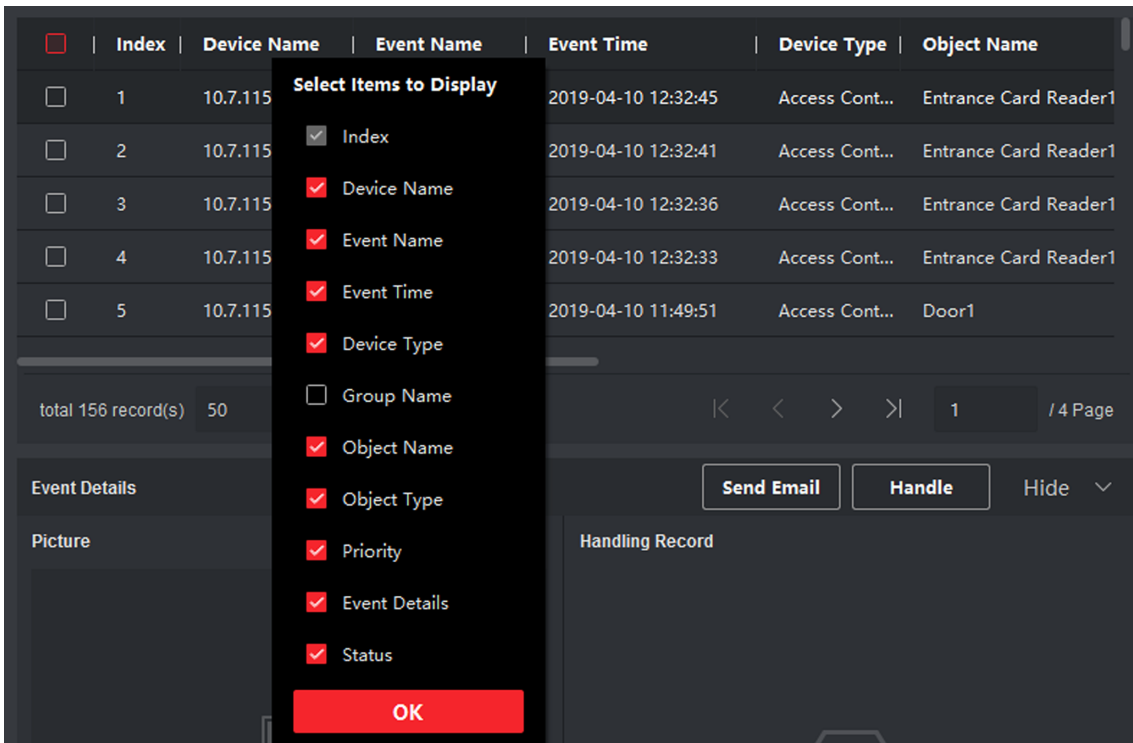 Index | Device Name | Event Name | Event Time | Device Type | Object Name
1 10.7.115 2019-04-10 12:32:45 Access Cont... Entrance Card Reader1
2 10.7.115 2019-04-10 12:32:41 Access Cont... Entrance Card Reader1
3 10.7.115 2019-04-10 12:32:36 Access Cont... Entrance Card Reader1
4 10.7.115 2019-04-10 12:32:33 Access Cont... Entrance Card Reader1
5 10.7.115 2019-04-10 11:49:51 Access Cont... Door1
Select Items to Display
Index
Device Name
Event Name
Event Time
Device Type
Group Name
Object Name
Object Type
Priority
Event Details
Status
OK
total 156 record(s) 50 1 / 4 Page
Event Details Send Email Handle Hide
Picture Handling Record